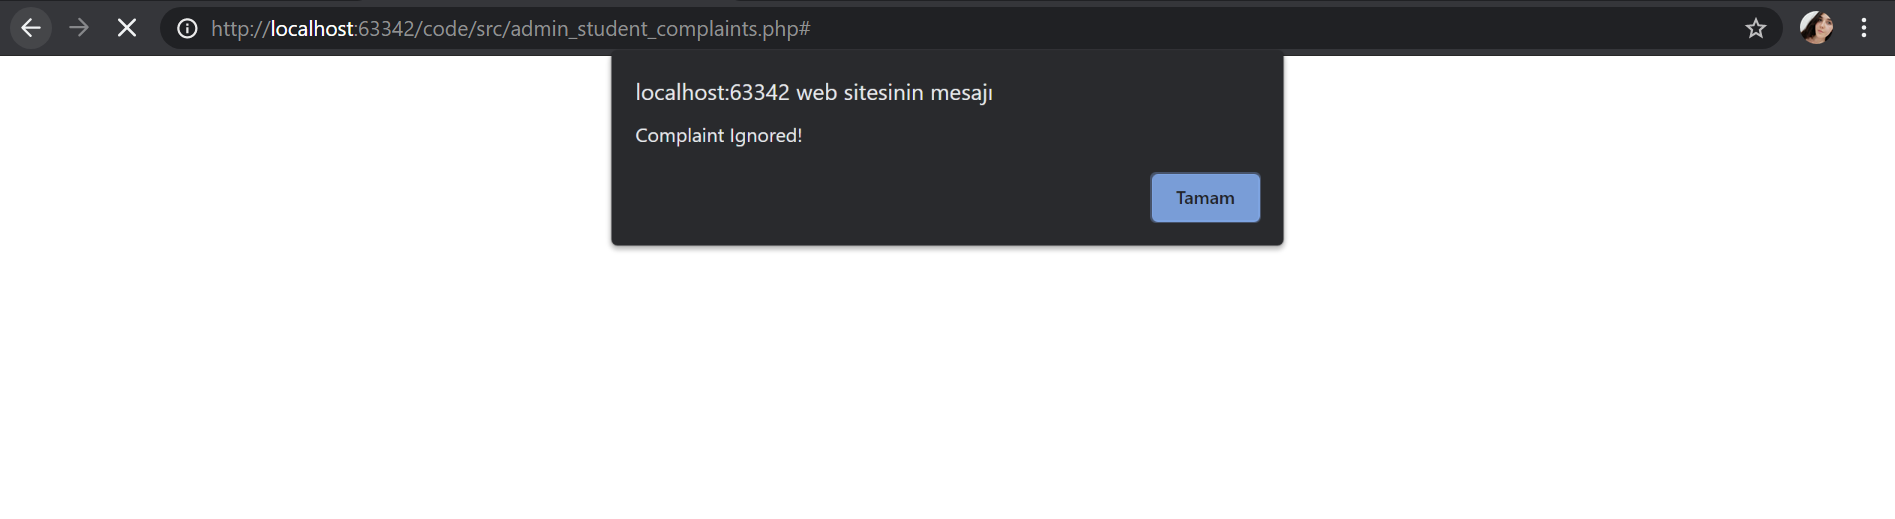 http://localhost:63342/code/src/admin_student_complaints.php#
localhost:63342 web sitesinin mesajı
Complaint Ignored!
Tamam